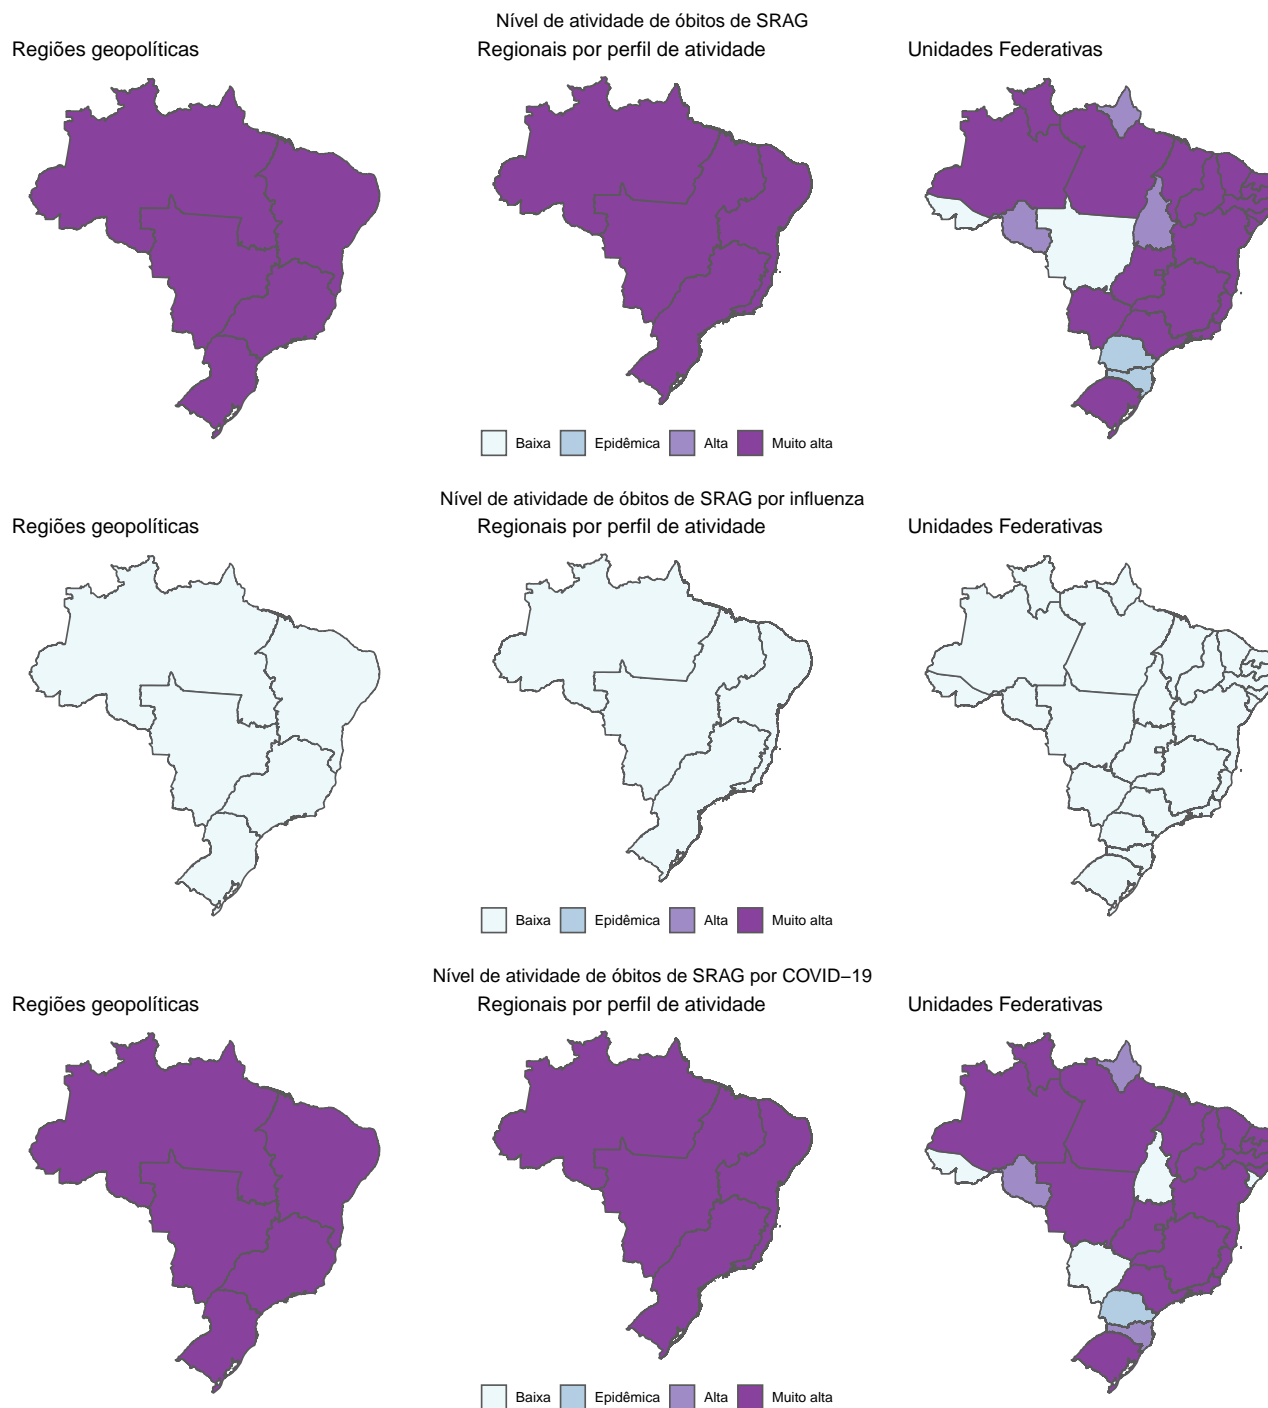 Nível de atividade de óbitos de SRAG
Regiões geopolíticas
Regionais por perfil de atividade
Unidades Federativas
Baixa Epidêmica Alta Muito alta
Nível de atividade de óbitos de SRAG por influenza
Regiões geopolíticas
Regionais por perfil de atividade
Unidades Federativas
Baixa Epidêmica Alta Muito alta
Nível de atividade de óbitos de SRAG por COVID−19
Regiões geopolíticas
Regionais por perfil de atividade
Unidades Federativas
Baixa Epidêmica Alta Muito alta